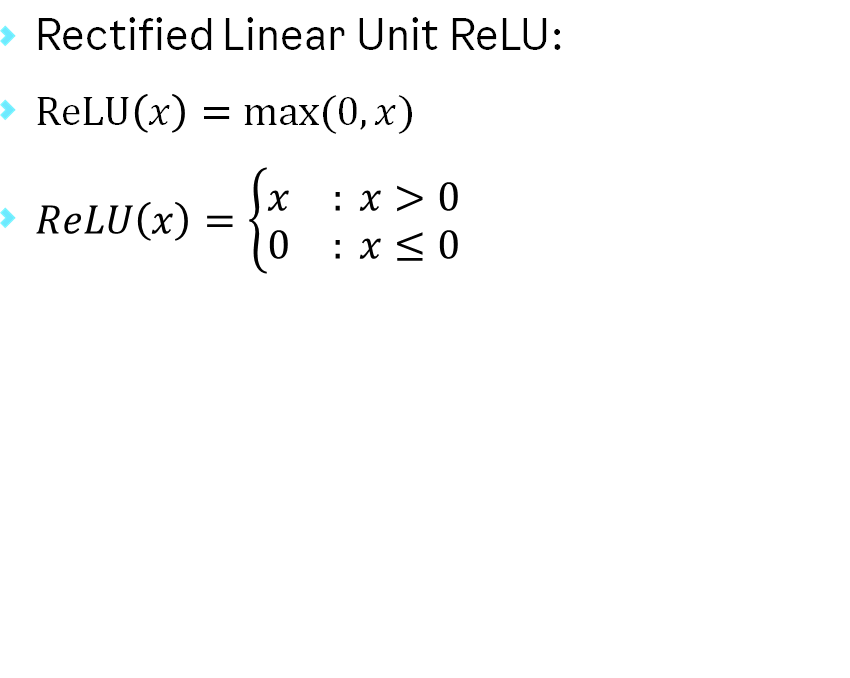 Rectified Linear Unit ReLU:
ReLU(x) = max(0, x)
ReLU(x) = {x : x > 0
0 : x ≤ 0